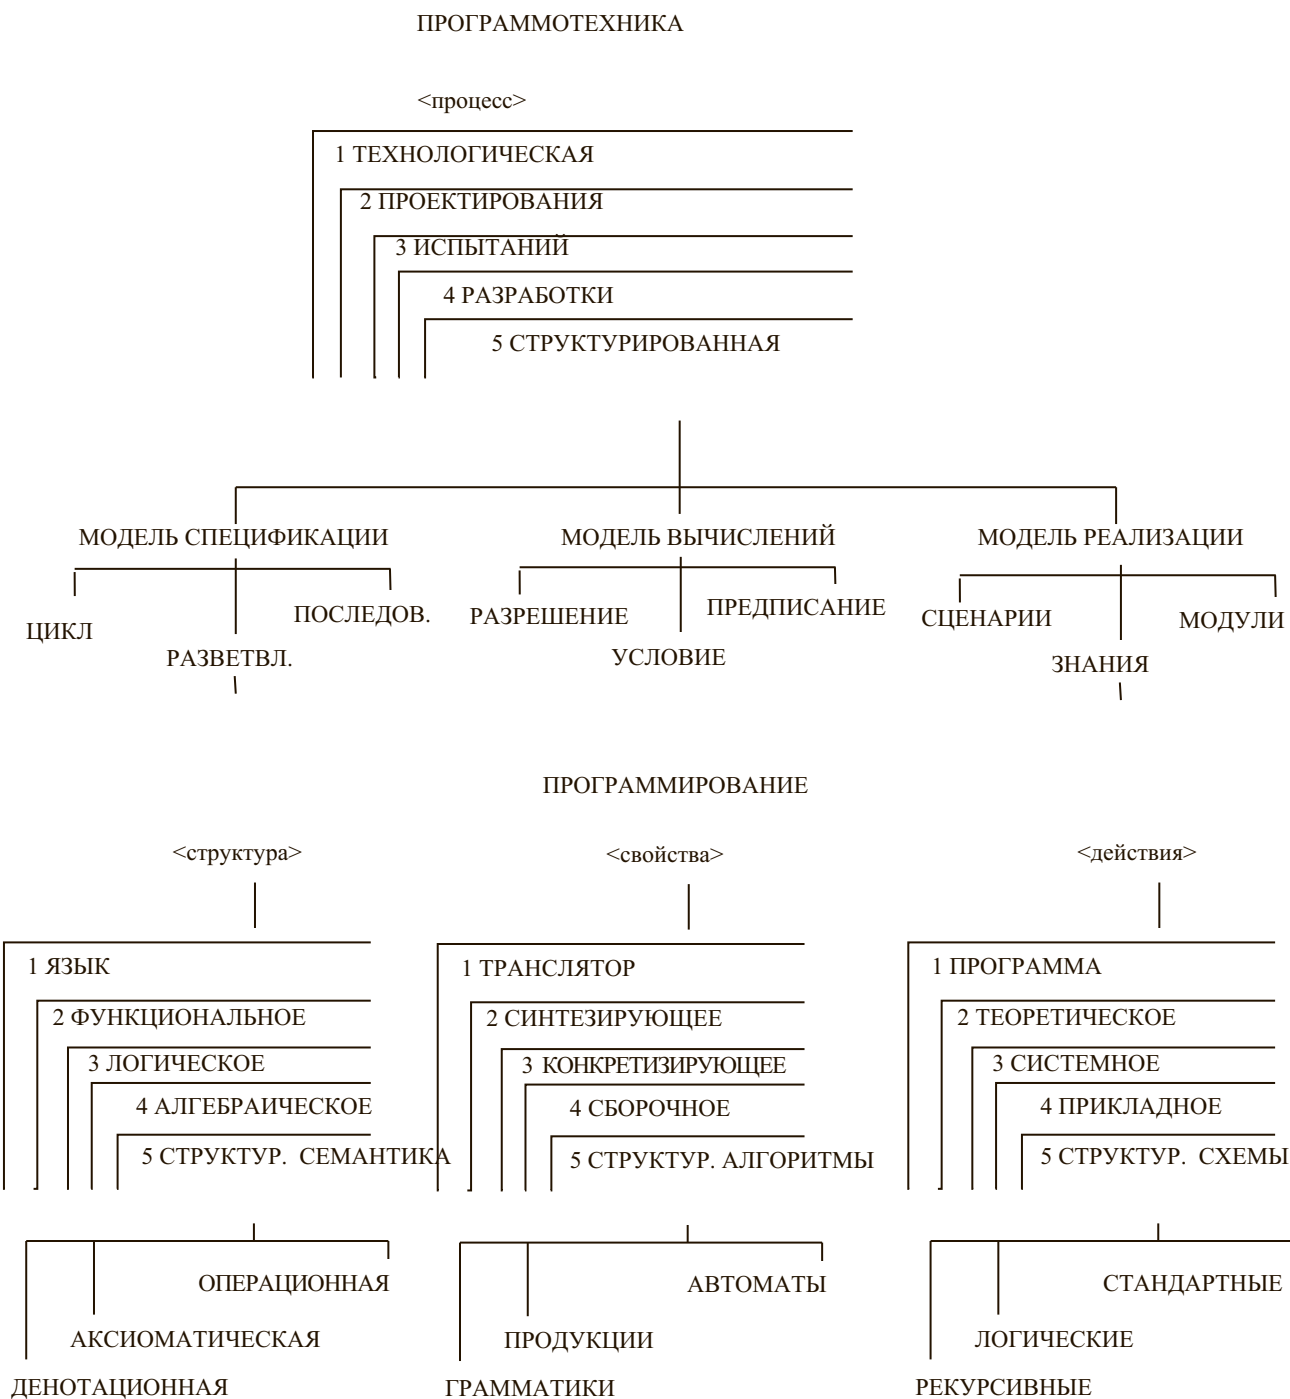 ПРОГРАММОТЕХНИКА
<процесс>
1 ТЕХНОЛОГИЧЕСКАЯ
2 ПРОЕКТИРОВАНИЯ
3 ИСПЫТАНИЙ
4 РАЗРАБОТКИ
5 СТРУКТУРИРОВАННАЯ
МОДЕЛЬ СПЕЦИФИКАЦИИ МОДЕЛЬ ВЫЧИСЛЕНИЙ МОДЕЛЬ РЕАЛИЗАЦИИ
ЦИКЛ ПОСЛЕДОВ. РАЗРЕШЕНИЕ ПРЕДПИСАНИЕ СЦЕНАРИИ МОДУЛИ
РАЗВЕТВЛ. УСЛОВИЕ ЗНАНИЯ
ПРОГРАММИРОВАНИЕ
<структура> <свойства> <действия>
1 ЯЗЫК 1 ТРАНСЛЯТОР 1 ПРОГРАММА
2 ФУНКЦИОНАЛЬНОЕ 2 СИНТЕЗИРУЮЩЕЕ 2 ТЕОРЕТИЧЕСКОЕ
3 ЛОГИЧЕСКОЕ 3 КОНКРЕТИЗИРУЮЩЕЕ 3 СИСТЕМНОЕ
4 АЛГЕБРАИЧЕСКОЕ 4 СБОРОЧНОЕ 4 ПРИКЛАДНОЕ
5 СТРУКТУР. СЕМАНТИКА 5 СТРУКТУР. АЛГОРИТМЫ 5 СТРУКТУР. СХЕМЫ
ОПЕРАЦИОННАЯ АВТОМАТЫ СТАНДАРТНЫЕ
АКСИОМАТИЧЕСКАЯ ПРОДУКЦИИ ЛОГИЧЕСКИЕ
ДЕНОТАЦИОННАЯ ГРАММАТИКИ РЕКУРСИВНЫЕ